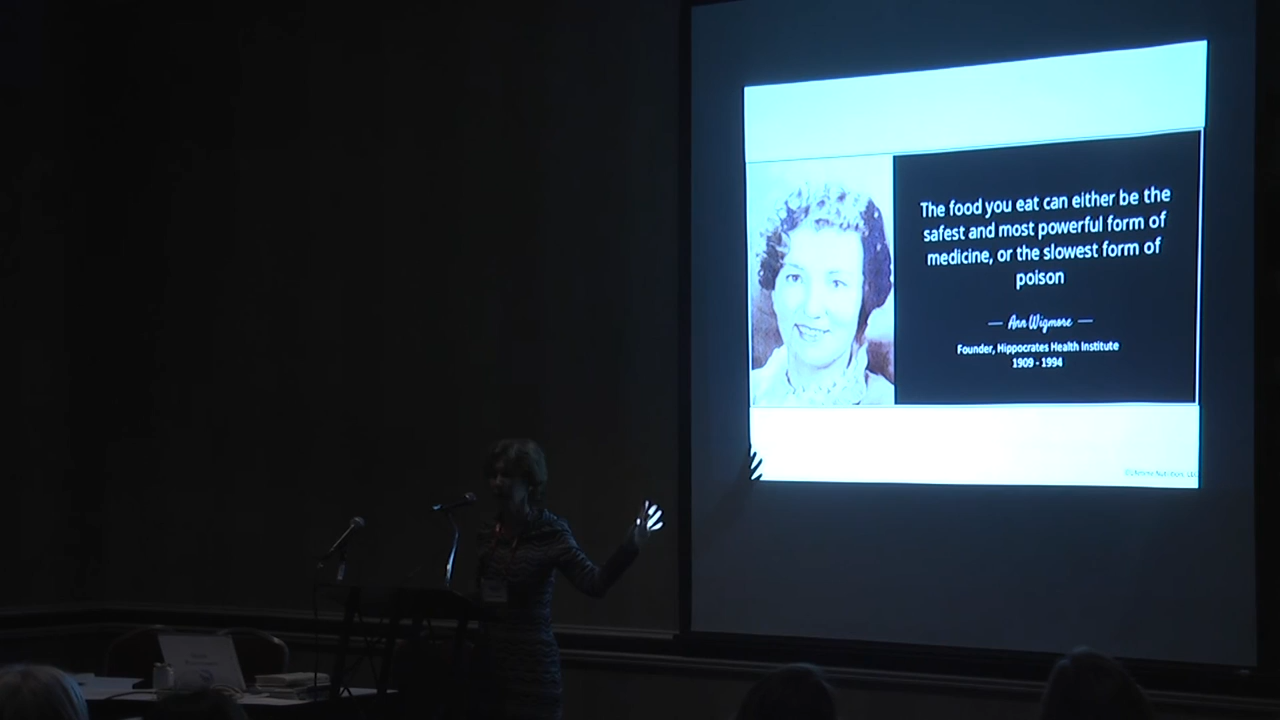 The food you eat can either be the
safest and most powerful form of
medicine, or the slowest form of
poison
— Ann Wigmore —
Founder, Hippocrates Health Institute
1909 - 1994